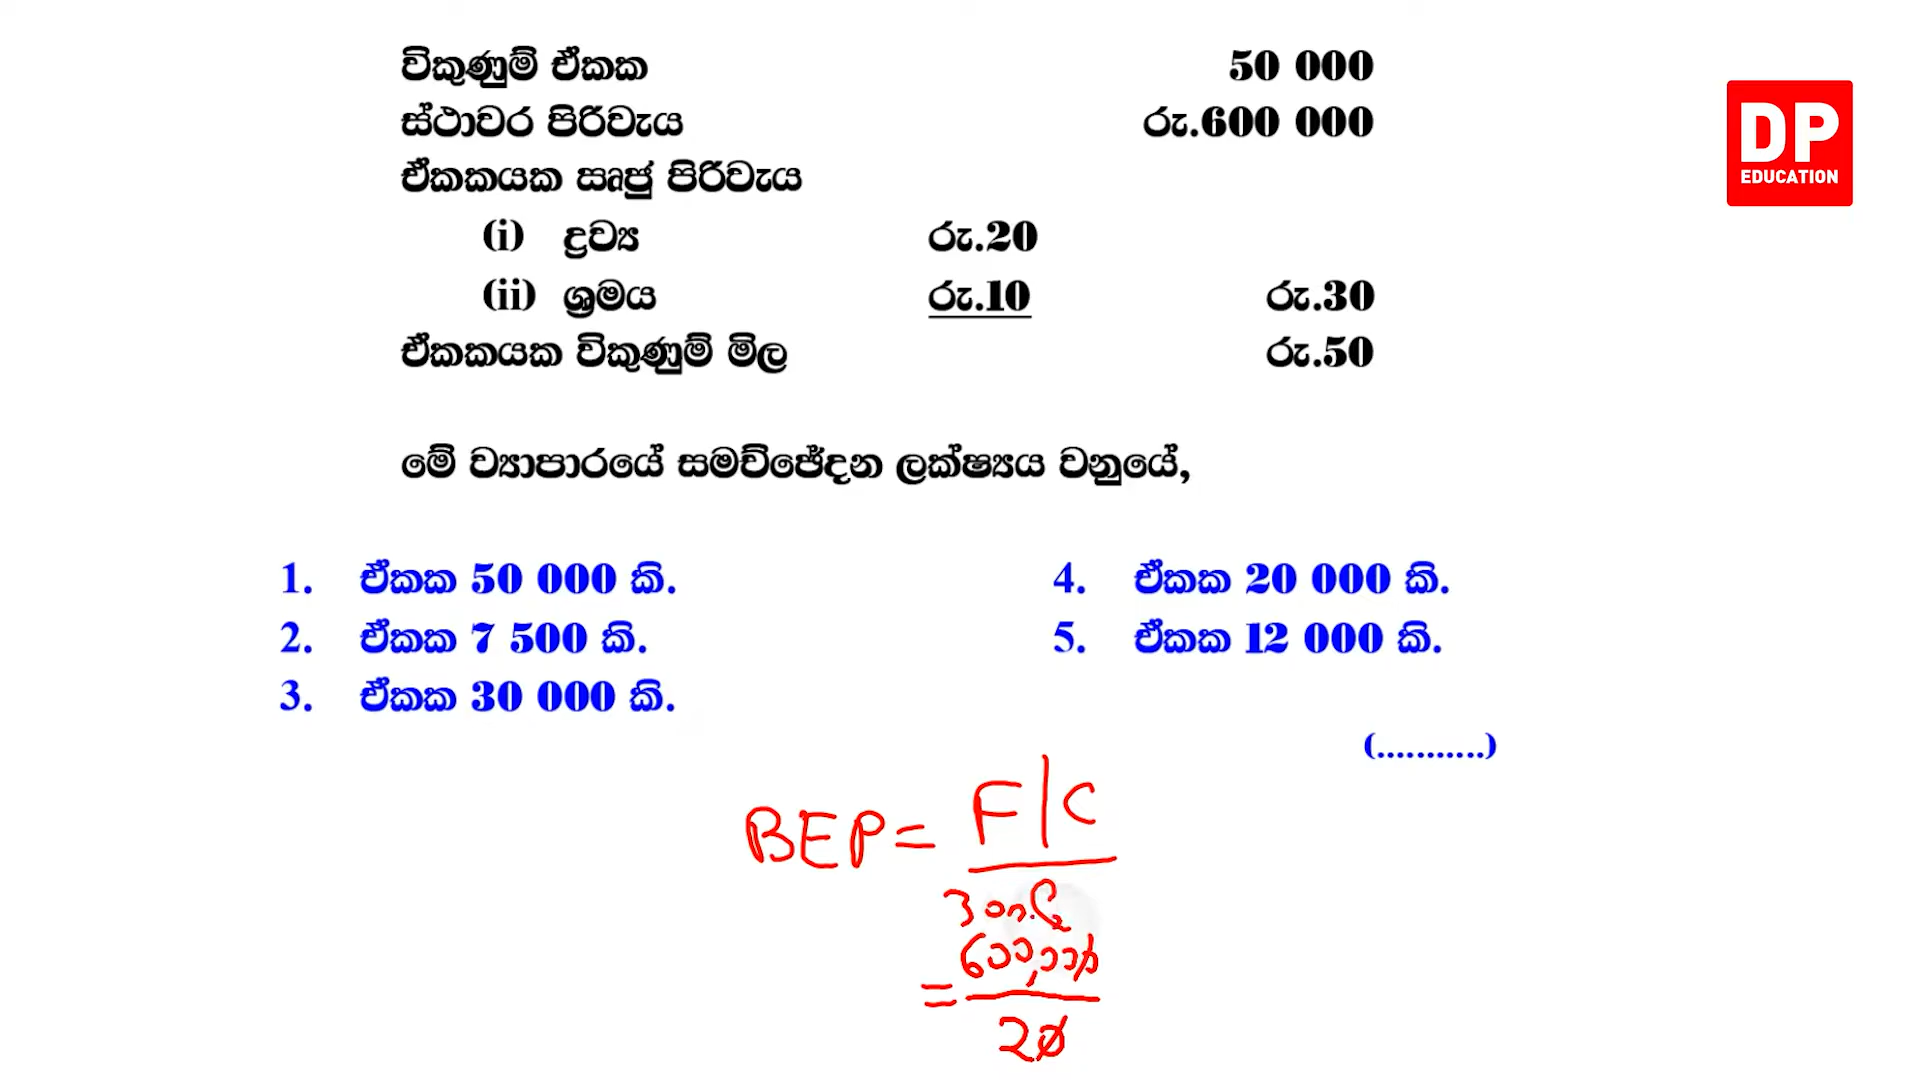 විකුණුම් ඒකක 50 000
ස්ථාවර පිරිවැය රු.600 000
ඒකකයක සෘජු පිරිවැය
(i) ද්‍රව්‍ය රු.20
(ii) ශ්‍රමය රු.10 රු.30
ඒකකයක විකුණුම් මිල රු.50
මේ ව්‍යාපාරයේ සමච්ඡේදන ලක්ෂ්‍යය වනුයේ,
1. ඒකක 50 000 කි.
2. ඒකක 7 500 කි.
3. ඒකක 30 000 කි.
4. ඒකක 20 000 කි.
5. ඒකක 12 000 කි.
(...........)
BEP = F/C
= 600,000
20
DP
EDUCATION